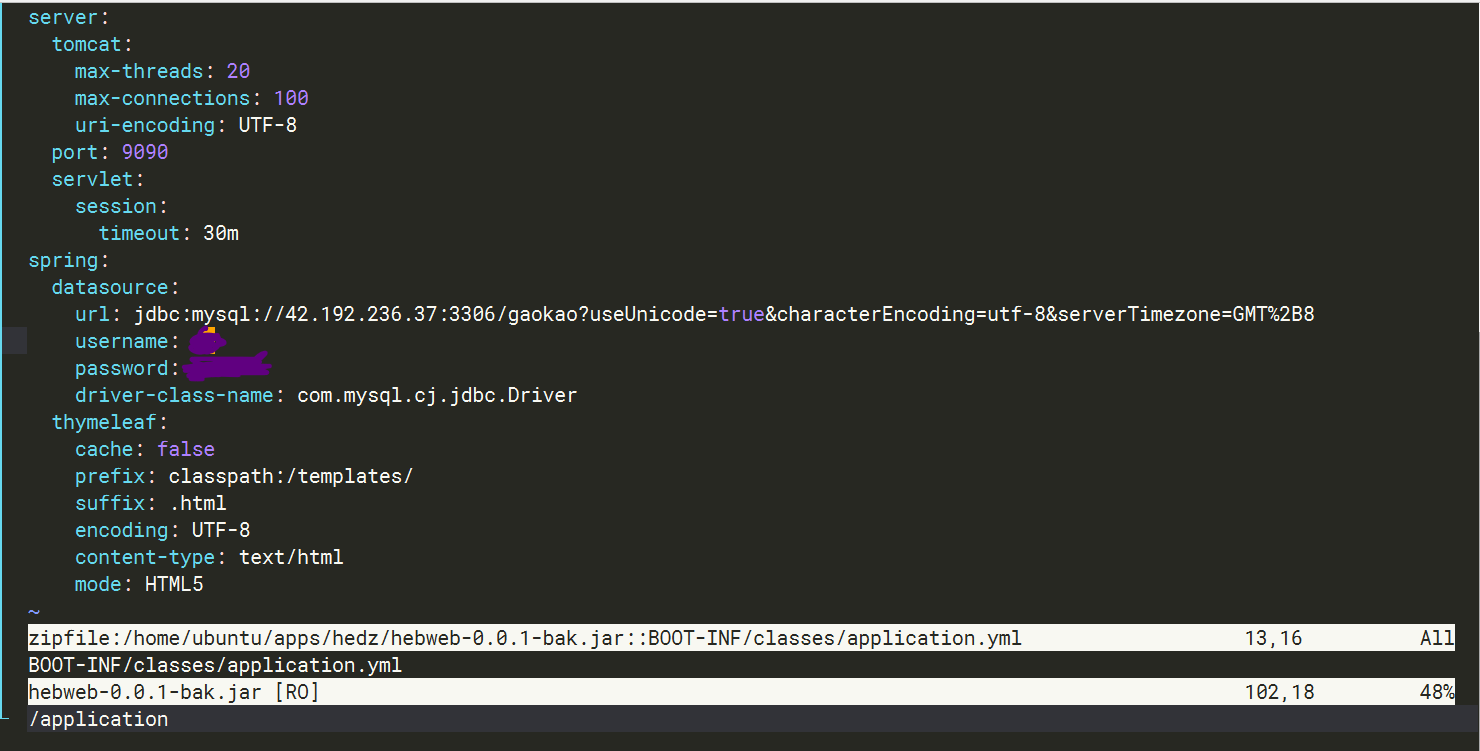 server:
tomcat:
max-threads: 20
max-connections: 100
uri-encoding: UTF-8
port: 9090
servlet:
session:
timeout: 30m
spring:
datasource:
url: jdbc:mysql://42.192.236.37:3306/gaokao?useUnicode=true&characterEncoding=utf-8&serverTimezone=GMT%2B8
username:
password:
driver-class-name: com.mysql.cj.jdbc.Driver
thymeleaf:
cache: false
prefix: classpath:/templates/
suffix: .html
encoding: UTF-8
content-type: text/html
mode: HTML5
~
zipfile:/home/ubuntu/apps/hedz/hebweb-0.0.1-bak.jar::BOOT-INF/classes/application.yml 13,16 All
BOOT-INF/classes/application.yml
hebweb-0.0.1-bak.jar [RO] 102,18 48%
/application